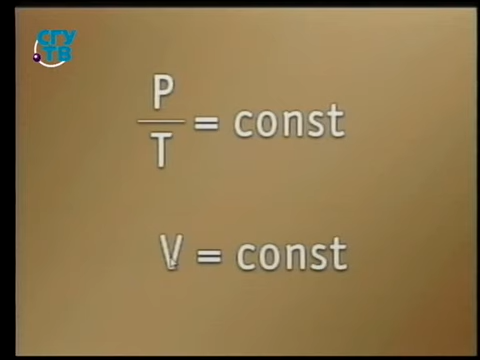 СГУ
ТВ
P
T = const
V = const